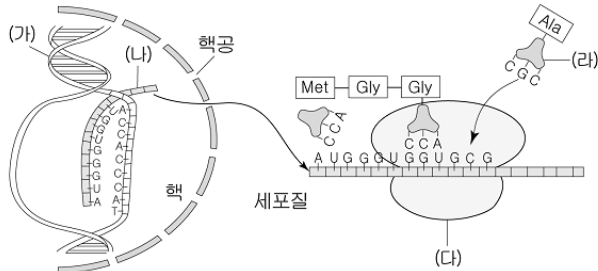 (가)
(나)
핵공
Ala
(라)
C G C
Met
Gly
Gly
C C A
C C A
A U G G G U G G U G C G
G U G G G U A
A C C A C C C A T
핵
세포질
(다)